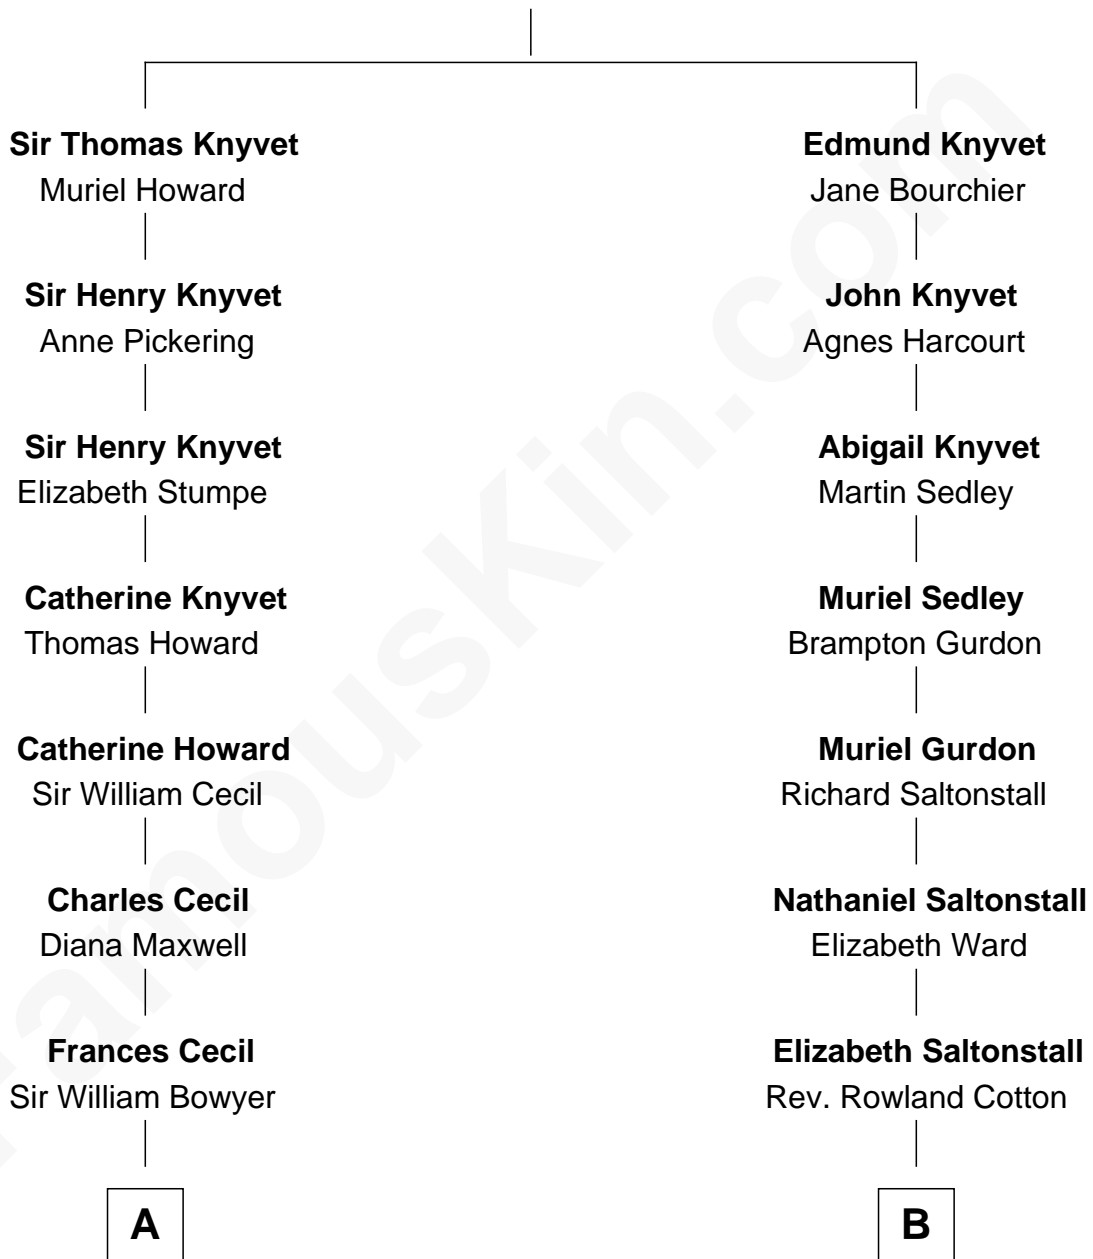 Sir Thomas Knyvet
Muriel Howard
Sir Henry Knyvet
Anne Pickering
Sir Henry Knyvet
Elizabeth Stumpe
Catherine Knyvet
Thomas Howard
Catherine Howard
Sir William Cecil
Charles Cecil
Diana Maxwell
Frances Cecil
Sir William Bowyer
A
Edmund Knyvet
Jane Bourchier
John Knyvet
Agnes Harcourt
Abigail Knyvet
Martin Sedley
Muriel Sedley
Brampton Gurdon
Muriel Gurdon
Richard Saltonstall
Nathaniel Saltonstall
Elizabeth Ward
Elizabeth Saltonstall
Rev. Rowland Cotton
B
FamousKin.com